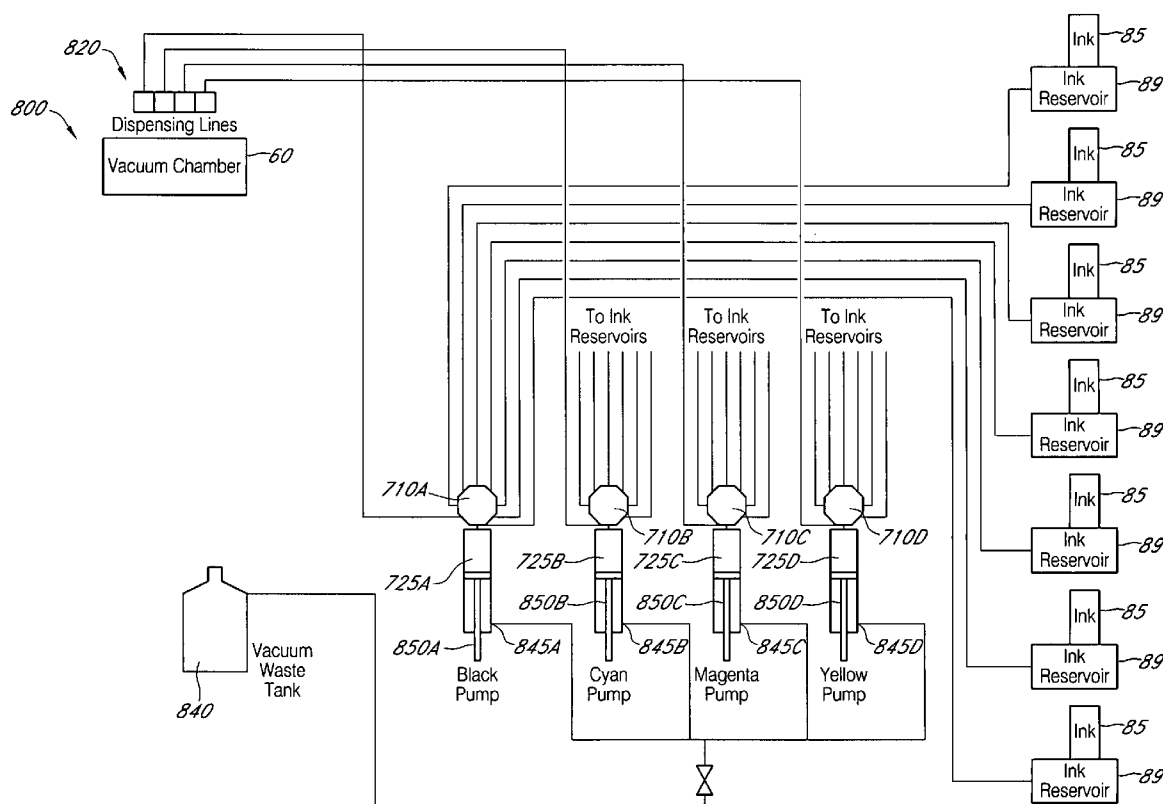 820
800
Dispensing Lines
Vacuum Chamber
60
Ink
85
Ink
Reservoir
89
Ink
85
Ink
Reservoir
89
Ink
85
Ink
Reservoir
89
Ink
85
Ink
Reservoir
89
Ink
85
Ink
Reservoir
89
Ink
85
Ink
Reservoir
89
Ink
85
Ink
Reservoir
89
To Ink
Reservoirs
To Ink
Reservoirs
To Ink
Reservoirs
710A
710B
710C
710D
725A
725B
725C
725D
850A
850B
850C
850D
845A
845B
845C
845D
Black
Pump
Cyan
Pump
Magenta
Pump
Yellow
Pump
Vacuum
Waste
Tank
840